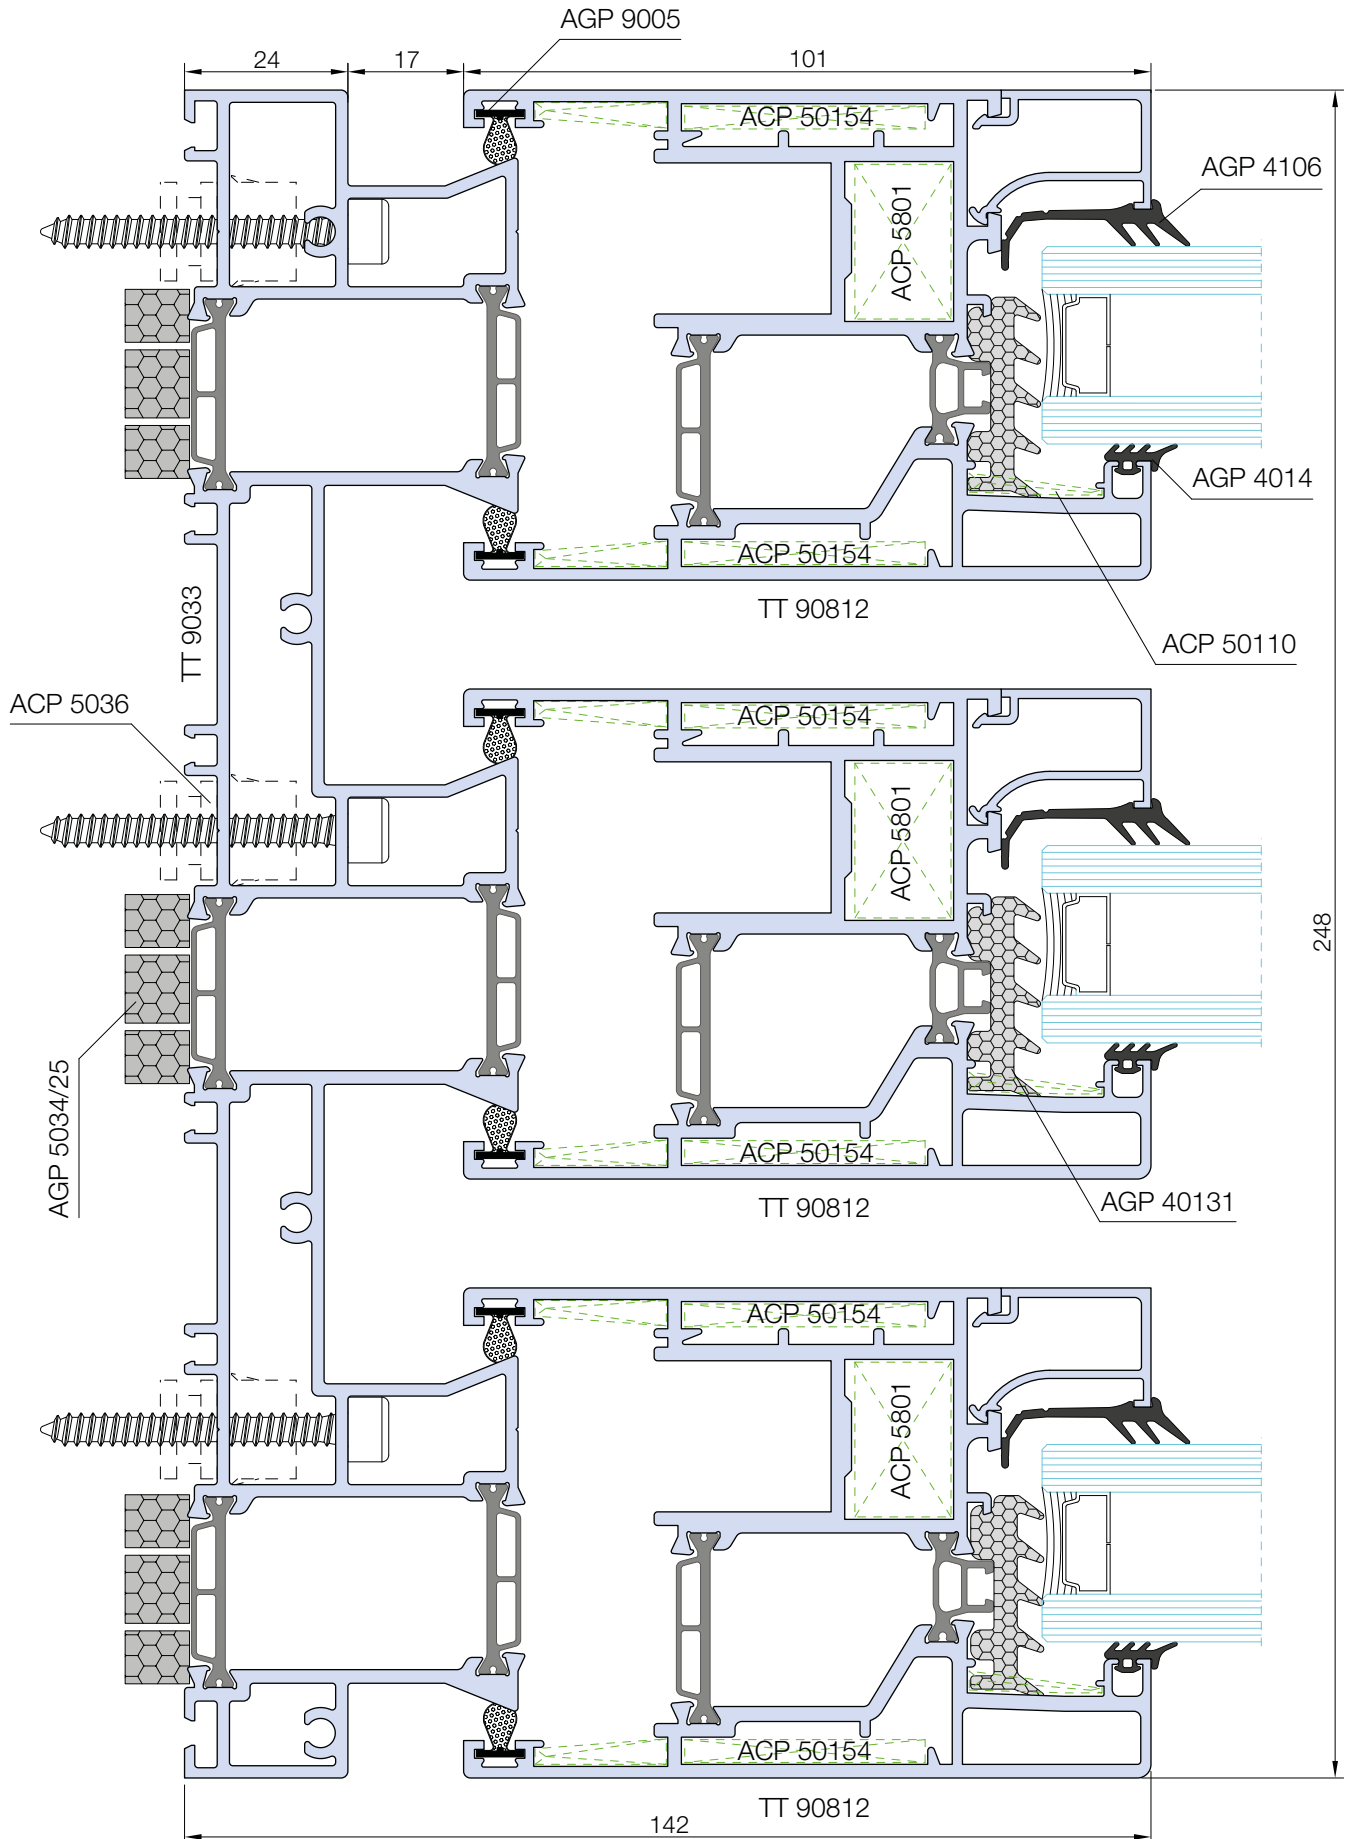 AGP 9005
24
17
101
ACP 50154
AGP 4106
ACP 5801
AGP 4014
ACP 50154
TT 90812
TT 9033
ACP 50110
ACP 5036
ACP 50154
ACP 5801
248
AGP 5034/25
ACP 50154
TT 90812
AGP 40131
ACP 50154
ACP 5801
ACP 50154
TT 90812
142